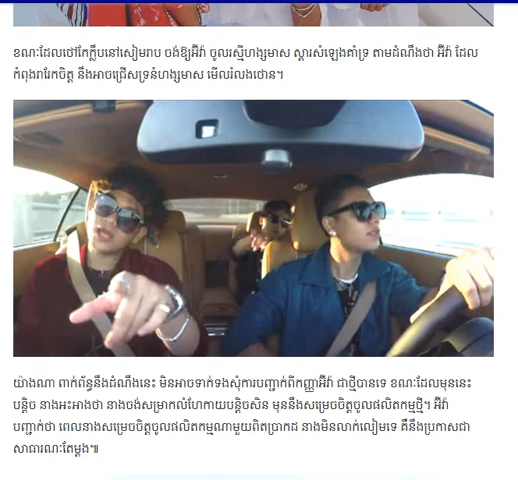 ខណៈដែលថៅកែក្លឹបនៅសៀមរាប ចង់ឱ្យអ៊ីវ៉ា ចូលរស្មីហង្សមាស ស្តារសំឡេងគាំទ្រ តាមដំណឹងថា អ៊ីវ៉ា ដែល
កំពុងរារែកចិត្ត នឹងអាចជ្រើសទ្រនំហង្សមាស មើលរំលងថោន។
យ៉ាងណា ពាក់ព័ន្ធនឹងដំណឹងនេះ មិនអាចទាក់ទងសុំការបញ្ជាក់ពីកញ្ញាអ៊ីវ៉ា ជាថ្មីបានទេ ខណៈដែលមុននេះ
បន្តិច នាងអះអាងថា នាងចង់សម្រាកលំហែកាយបន្តិចសិន មុននឹងសម្រេចចិត្តចូលផលិតកម្មថ្មី។ អ៊ីវ៉ា
បញ្ជាក់ថា ពេលនាងសម្រេចចិត្តចូលផលិតកម្មណាមួយពិតប្រាកដ នាងមិនលាក់លៀមទេ គឺនឹងប្រកាសជា
សាធារណៈតែម្តង៕